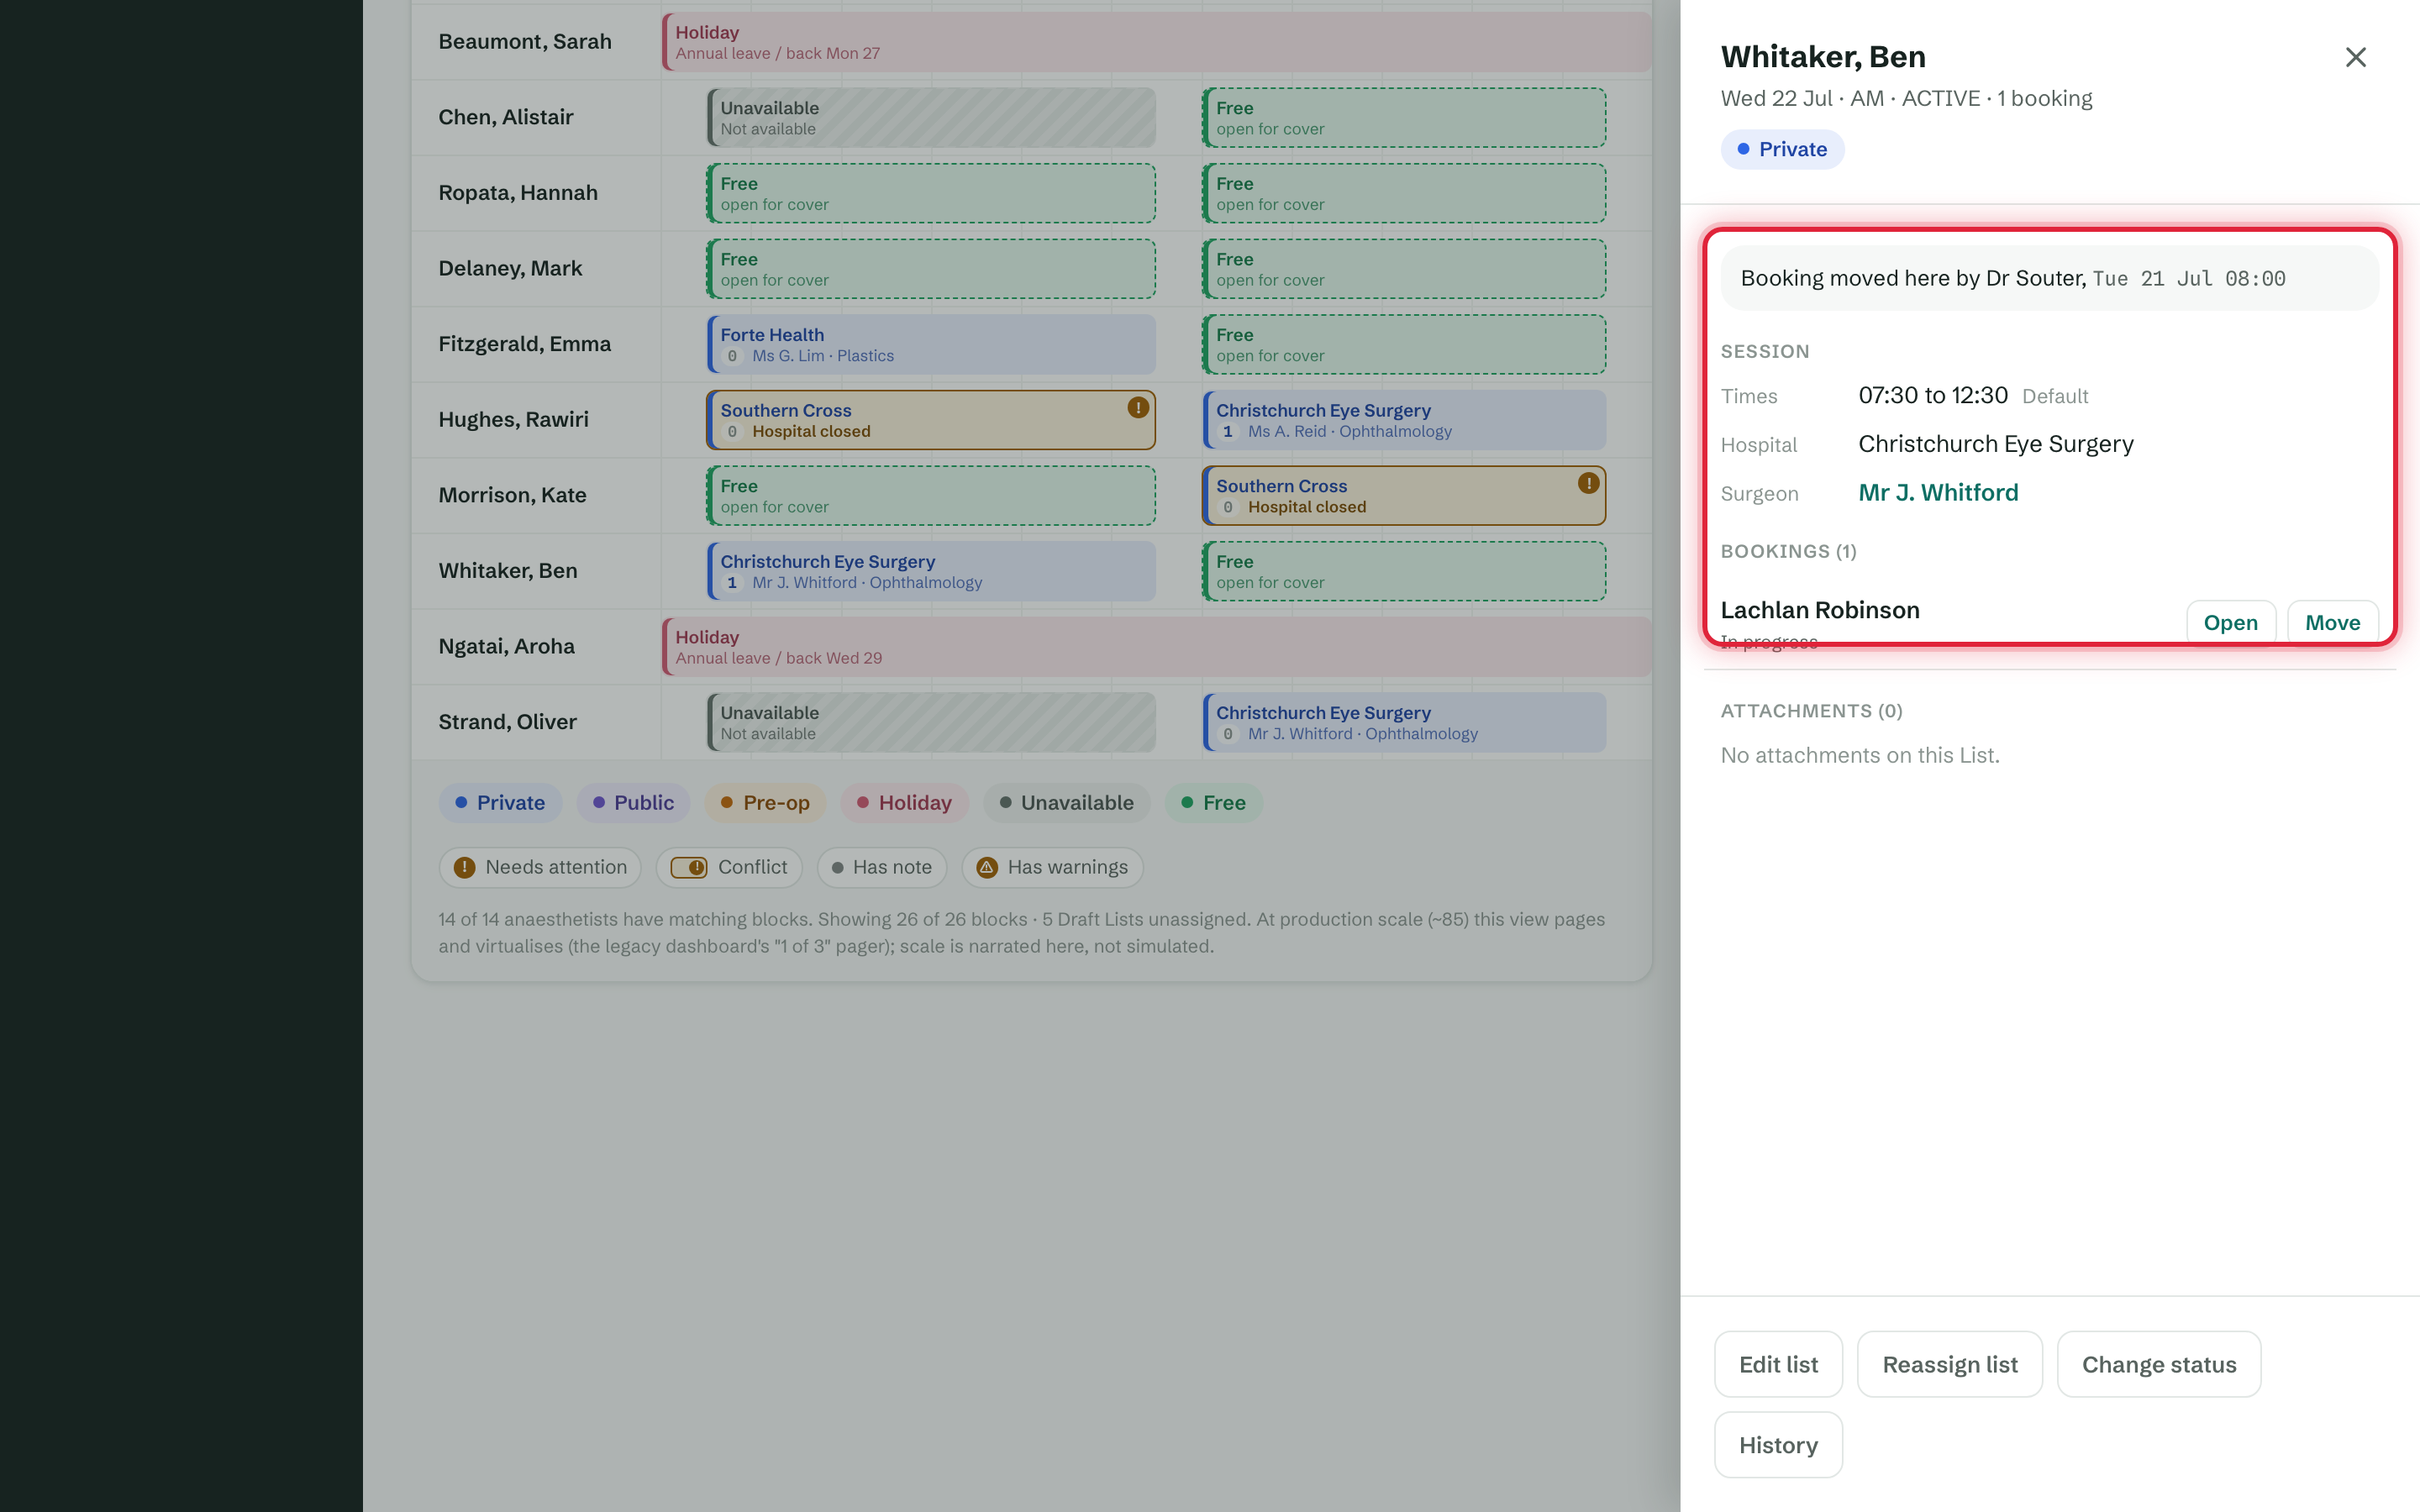 Beaumont, Sarah
Holiday
Annual leave / back Mon 27
Chen, Alistair
Unavailable
Not available
Free
open for cover
Ropata, Hannah
Free
open for cover
Free
open for cover
Delaney, Mark
Free
open for cover
Free
open for cover
Fitzgerald, Emma
Forte Health
0 Ms G. Lim · Plastics
Free
open for cover
Hughes, Rawiri
Southern Cross
0 Hospital closed
!
Christchurch Eye Surgery
1 Ms A. Reid · Ophthalmology
Morrison, Kate
Free
open for cover
Southern Cross
0 Hospital closed
!
Whitaker, Ben
Christchurch Eye Surgery
1 Mr J. Whitford · Ophthalmology
Free
open for cover
Ngatai, Aroha
Holiday
Annual leave / back Wed 29
Strand, Oliver
Unavailable
Not available
Christchurch Eye Surgery
0 Mr J. Whitford · Ophthalmology
Private Public Pre-op Holiday Unavailable Free
! Needs attention ! Conflict Has note Has warnings
14 of 14 anaesthetists have matching blocks. Showing 26 of 26 blocks · 5 Draft Lists unassigned. At production scale (~85) this view pages
and virtualises (the legacy dashboard's "1 of 3" pager); scale is narrated here, not simulated.
Whitaker, Ben
Wed 22 Jul · AM · ACTIVE · 1 booking
Private
Booking moved here by Dr Souter, Tue 21 Jul 08:00
SESSION
Times 07:30 to 12:30 Default
Hospital Christchurch Eye Surgery
Surgeon Mr J. Whitford
BOOKINGS (1)
Lachlan Robinson
In progress
Open Move
ATTACHMENTS (0)
No attachments on this List.
Edit list Reassign list Change status
History